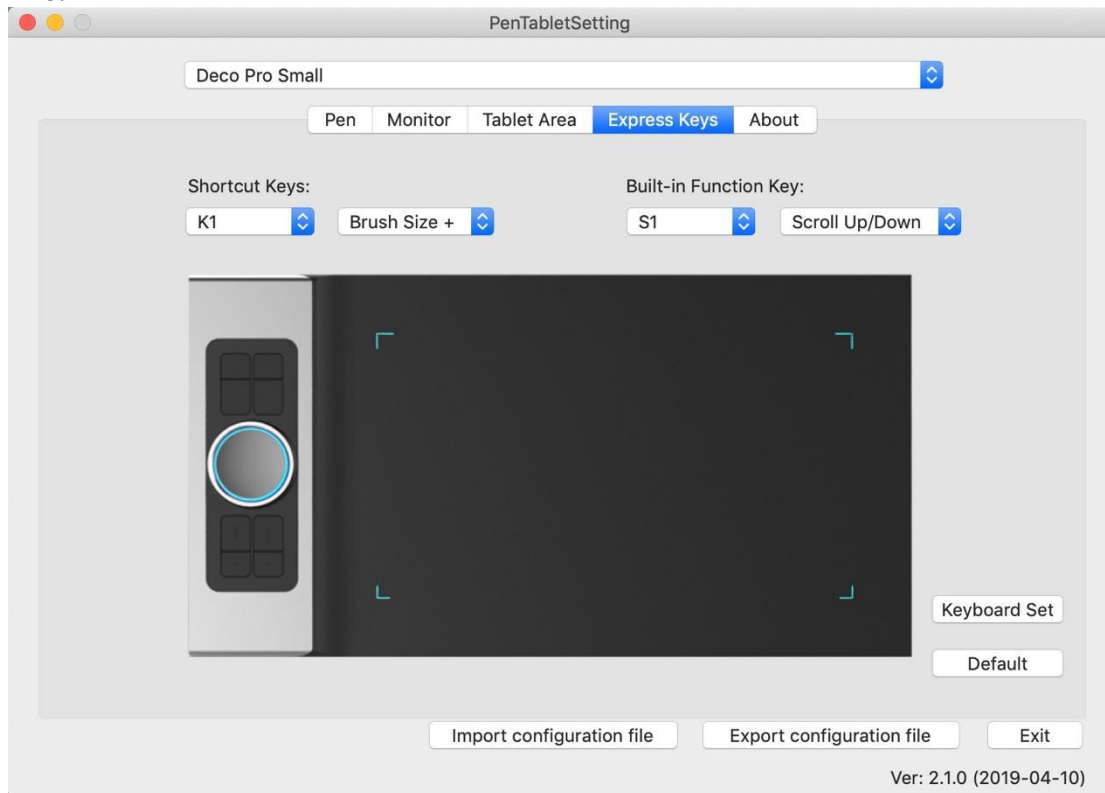 PenTabletSetting
Deco Pro Small
Pen Monitor Tablet Area Express Keys About
Shortcut Keys: Built-in Function Key:
K1 Brush Size + S1 Scroll Up/Down
Keyboard Set
Default
Import configuration file Export configuration file Exit
Ver: 2.1.0 (2019-04-10)